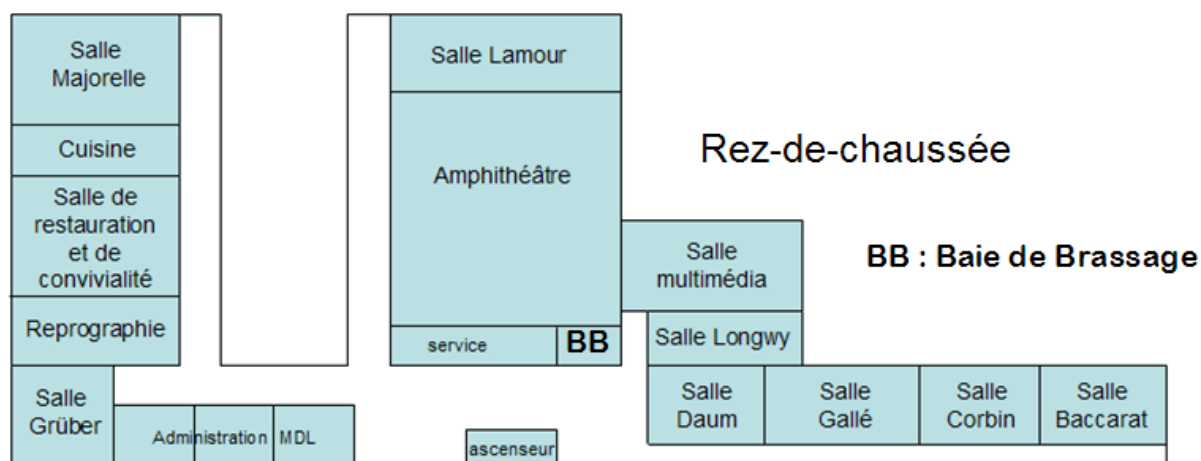 Salle
Majorelle
Cuisine
Salle de
restauration
et de
convivialité
Reprographie
Salle
Grüber
Administration
MDL
Salle Lamour
Amphithéâtre
service
BB
ascenseur
Rez-de-chaussée
BB : Baie de Brassage
Salle
multimédia
Salle Longwy
Salle
Daum
Salle
Gallé
Salle
Corbin
Salle
Baccarat